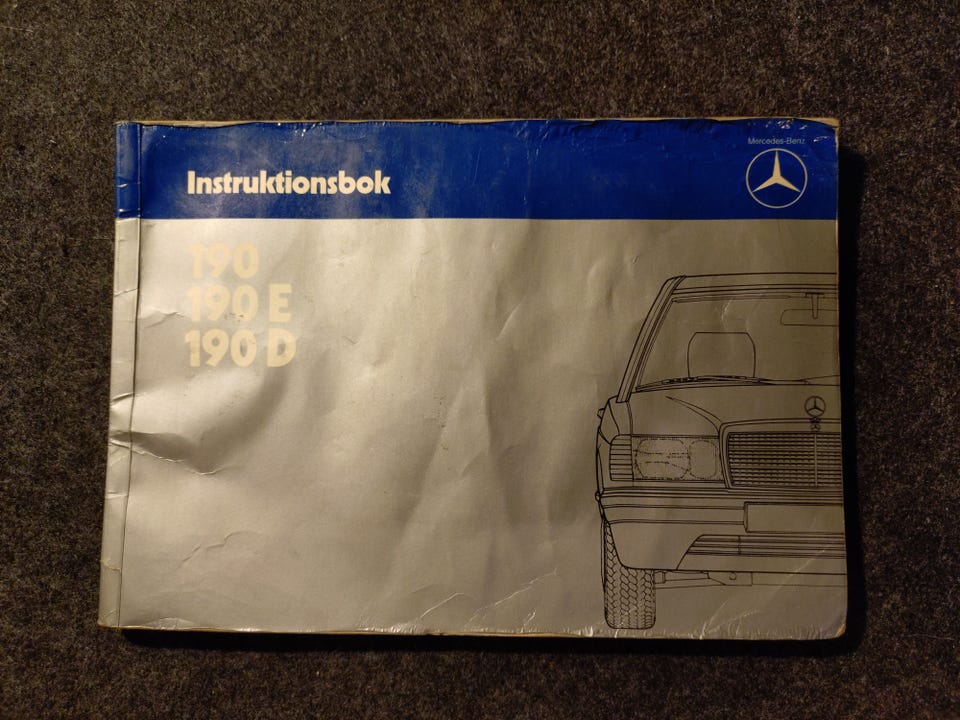 Mercedes-Benz
Instruktionsbok
190
190 E
190 D